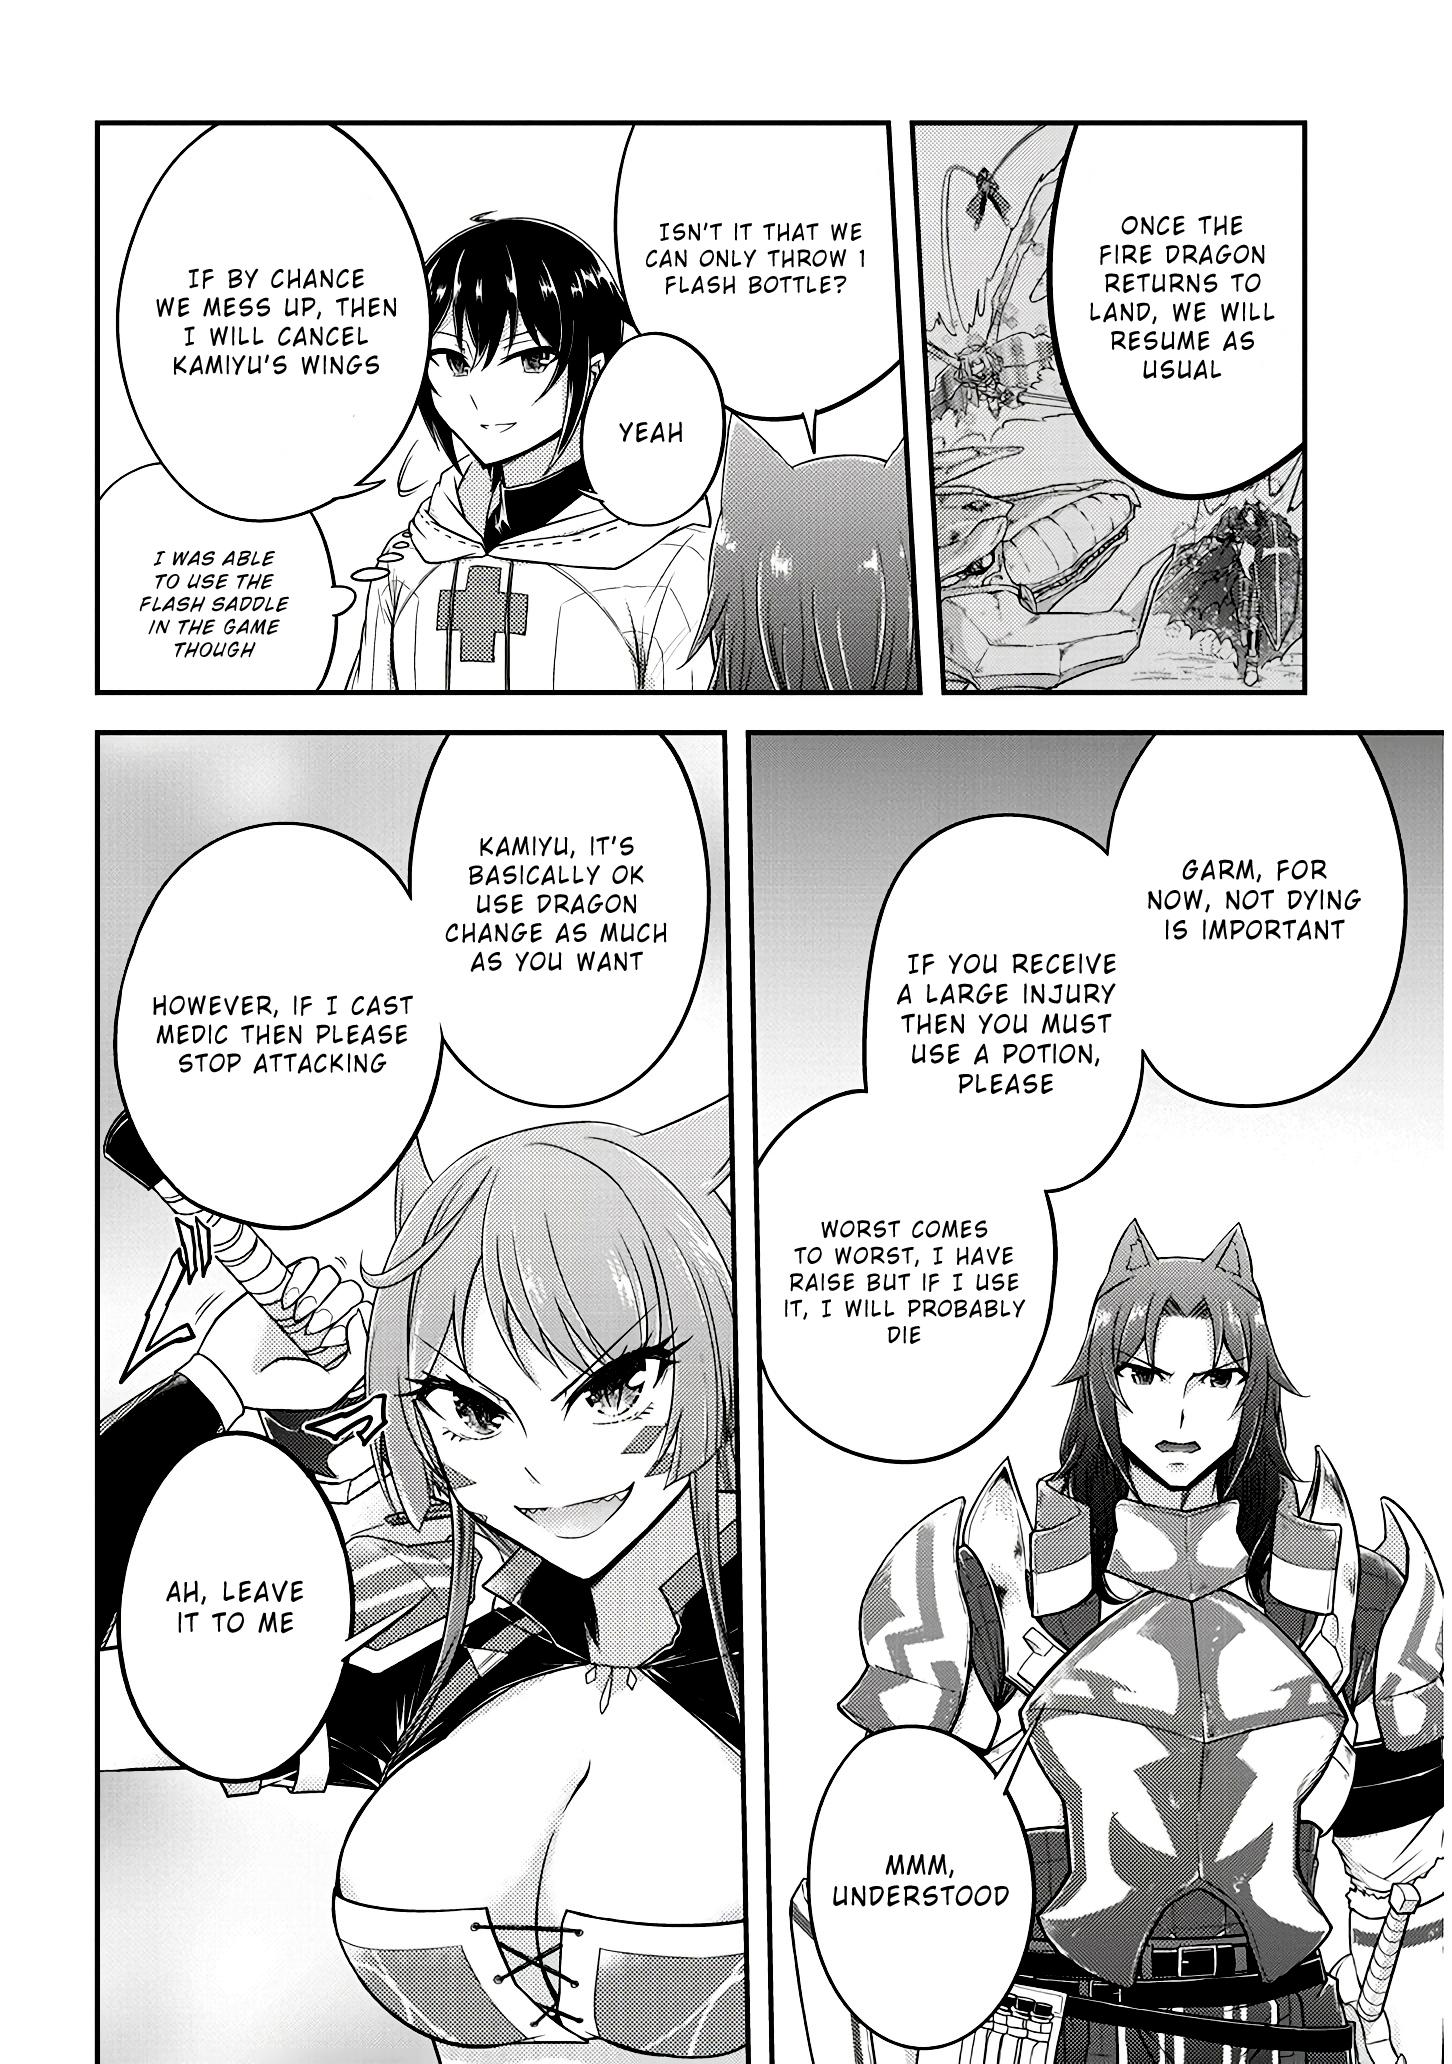 ONCE THE
FIRE DRAGON
RETURNS TO
LAND, WE WILL
RESUME AS
USUAL
ISN'T IT THAT WE
CAN ONLY THROW 1
FLASH BOTTLE?
YEAH
IF BY CHANCE
WE MESS UP, THEN
I WILL CANCEL
KAMIYU'S WINGS
I WAS ABLE
TO USE THE
FLASH SADDLE
IN THE GAME
THOUGH
GARM, FOR
NOW, NOT DYING
IS IMPORTANT
IF YOU RECEIVE
A LARGE INJURY
THEN YOU MUST
USE A POTION,
PLEASE
WORST COMES
TO WORST, I HAVE
RAISE BUT IF I USE
IT, I WILL PROBABLY
DIE
MMM,
UNDERSTOOD
KAMIYU, IT'S
BASICALLY OK
USE DRAGON
CHANGE AS MUCH
AS YOU WANT
HOWEVER, IF I CAST
MEDIC THEN PLEASE
STOP ATTACKING
AH, LEAVE
IT TO ME